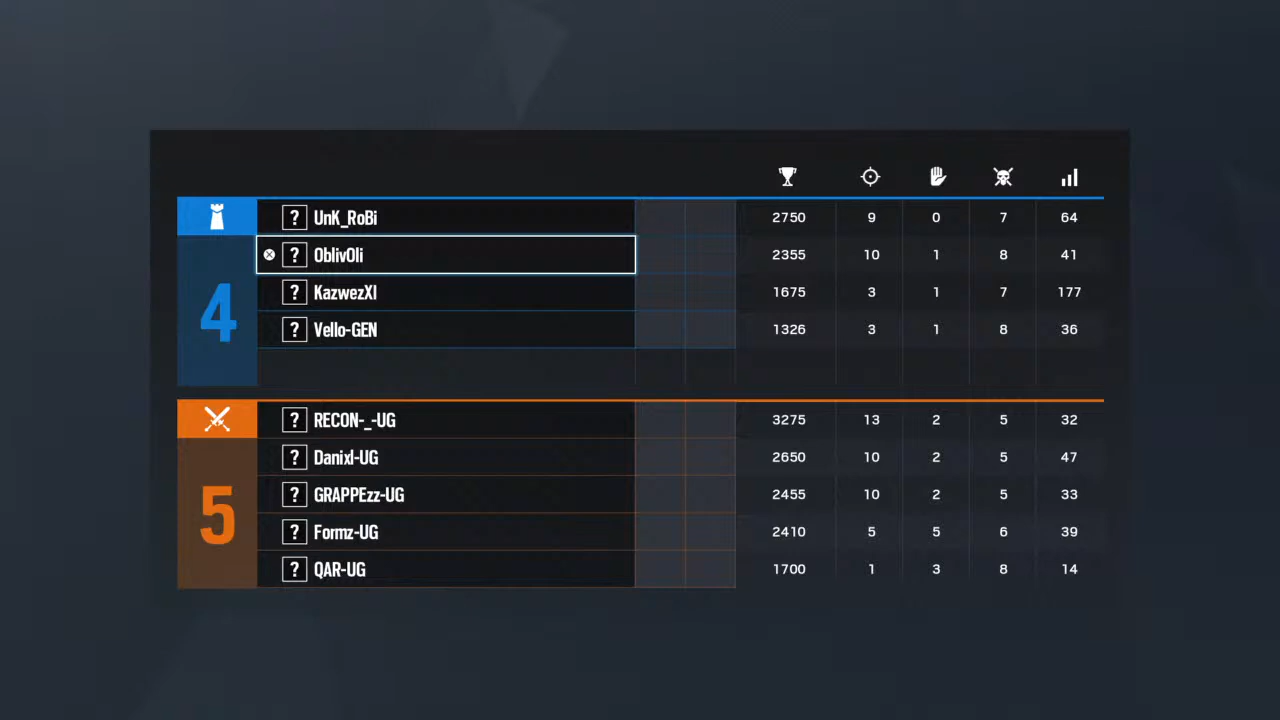 ? UnK_RoBi 2750 9 0 7 64
? OblivOli 2355 10 1 8 41
4
? KazwezXI 1675 3 1 7 177
? Vello-GEN 1326 3 1 8 36
? RECON-_-UG 3275 13 2 5 32
? Danixl-UG 2650 10 2 5 47
? GRAPPEzz-UG 2455 10 2 5 33
5
? Formz-UG 2410 5 5 6 39
? QAR-UG 1700 1 3 8 14